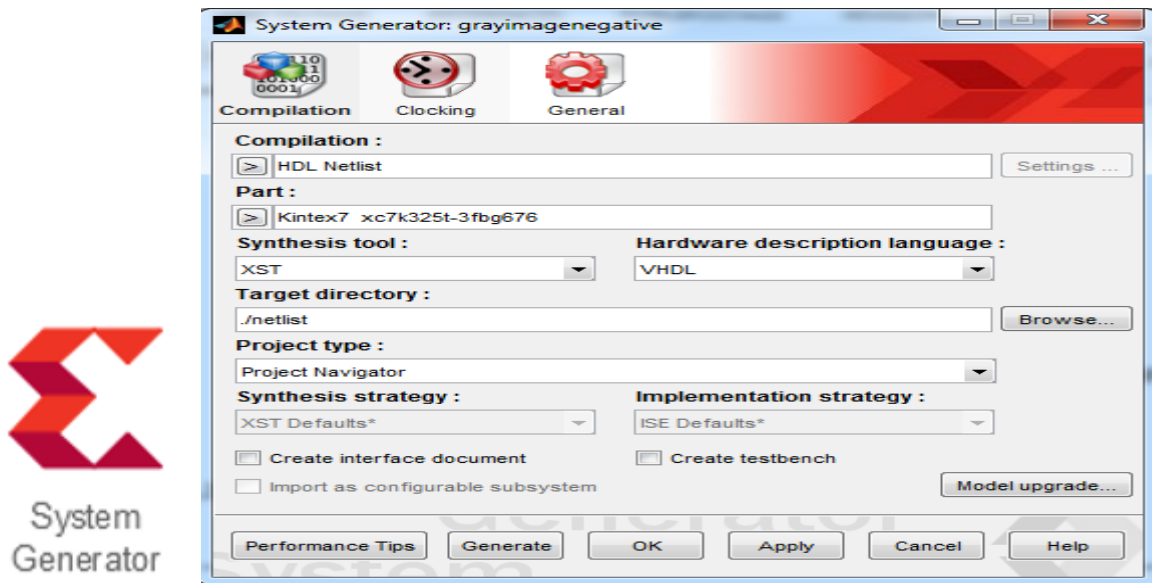 System Generator: grayimagenegative
Compilation Clocking General
Compilation :
> HDL Netlist Settings ...
Part :
> Kintex7 xc7k325t-3fbg676
Synthesis tool : Hardware description language :
XST VHDL
Target directory :
./netlist Browse...
Project type :
Project Navigator
Synthesis strategy : Implementation strategy :
XST Defaults* ISE Defaults*
Create interface document Create testbench
Import as configurable subsystem Model upgrade...
Performance Tips Generate OK Apply Cancel Help
System
Generator